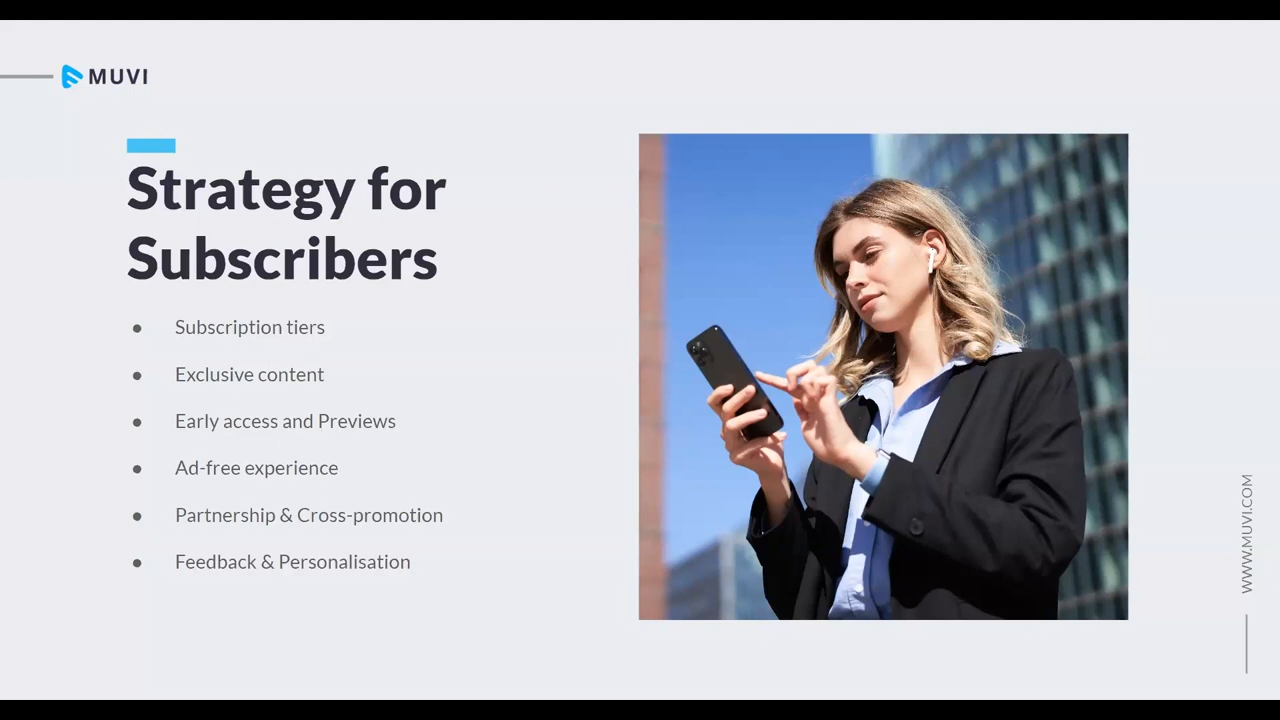 MUVI
Strategy for
Subscribers
● Subscription tiers
● Exclusive content
● Early access and Previews
● Ad-free experience
● Partnership & Cross-promotion
● Feedback & Personalisation
WWW.MUVI.COM